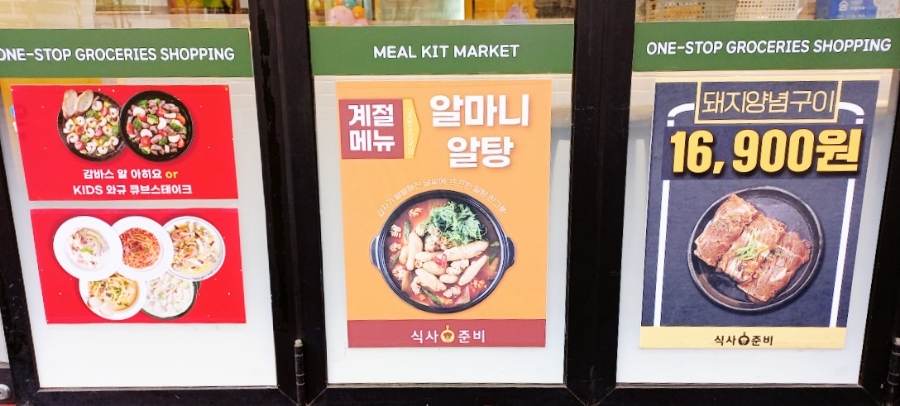 ONE-STOP GROCERIES SHOPPING
감바스 알 아히요 or
KIDS 와규 큐브스테이크
MEAL KIT MARKET
계절
메뉴
알마니
알탕
식사 준비
ONE-STOP GROCERIES SHOPPING
돼지양념구이
16,900원
식사 준비